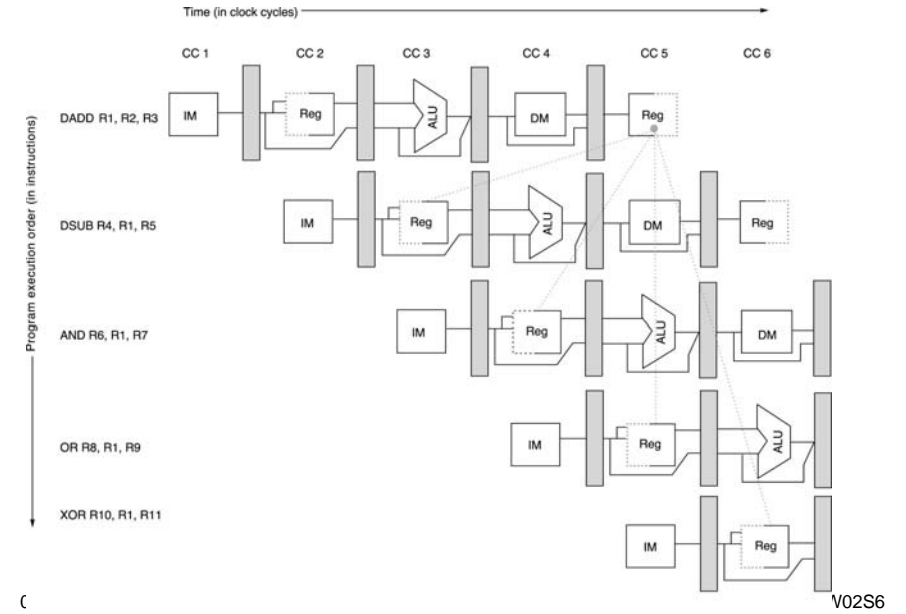 Time (in clock cycles)
CC 1 CC 2 CC 3 CC 4 CC 5 CC 6
Program execution order (in instructions)
DADD R1, R2, R3 IM Reg ALU DM Reg
DSUB R4, R1, R5 IM Reg ALU DM Reg
AND R6, R1, R7 IM Reg ALU DM
OR R8, R1, R9 IM Reg ALU
XOR R10, R1, R11 IM Reg